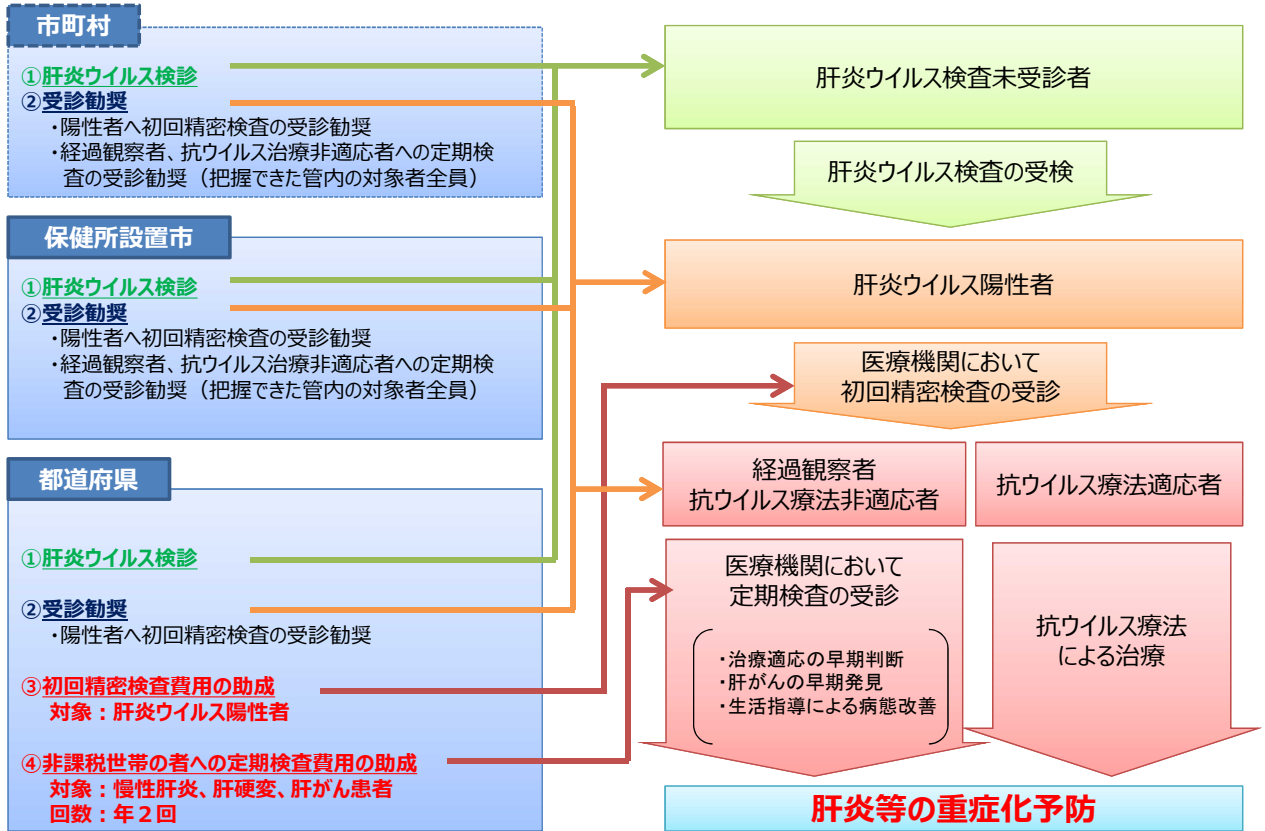 市町村
①肝炎ウイルス検診
②受診勧奨
・陽性者へ初回精密検査の受診勧奨
・経過観察者、抗ウイルス治療非適応者への定期検
査の受診勧奨（把握できた管内の対象者全員）
保健所設置市
①肝炎ウイルス検診
②受診勧奨
・陽性者へ初回精密検査の受診勧奨
・経過観察者、抗ウイルス治療非適応者への定期検
査の受診勧奨（把握できた管内の対象者全員）
都道府県
①肝炎ウイルス検診
②受診勧奨
・陽性者へ初回精密検査の受診勧奨
③初回精密検査費用の助成
対象：肝炎ウイルス陽性者
④非課税世帯の者への定期検査費用の助成
対象：慢性肝炎、肝硬変、肝がん患者
回数：年２回
肝炎ウイルス検査未受診者
肝炎ウイルス検査の受検
肝炎ウイルス陽性者
医療機関において
初回精密検査の受診
経過観察者
抗ウイルス療法非適応者
抗ウイルス療法適応者
医療機関において
定期検査の受診
・治療適応の早期判断
・肝がんの早期発見
・生活指導による病態改善
抗ウイルス療法
による治療
肝炎等の重症化予防